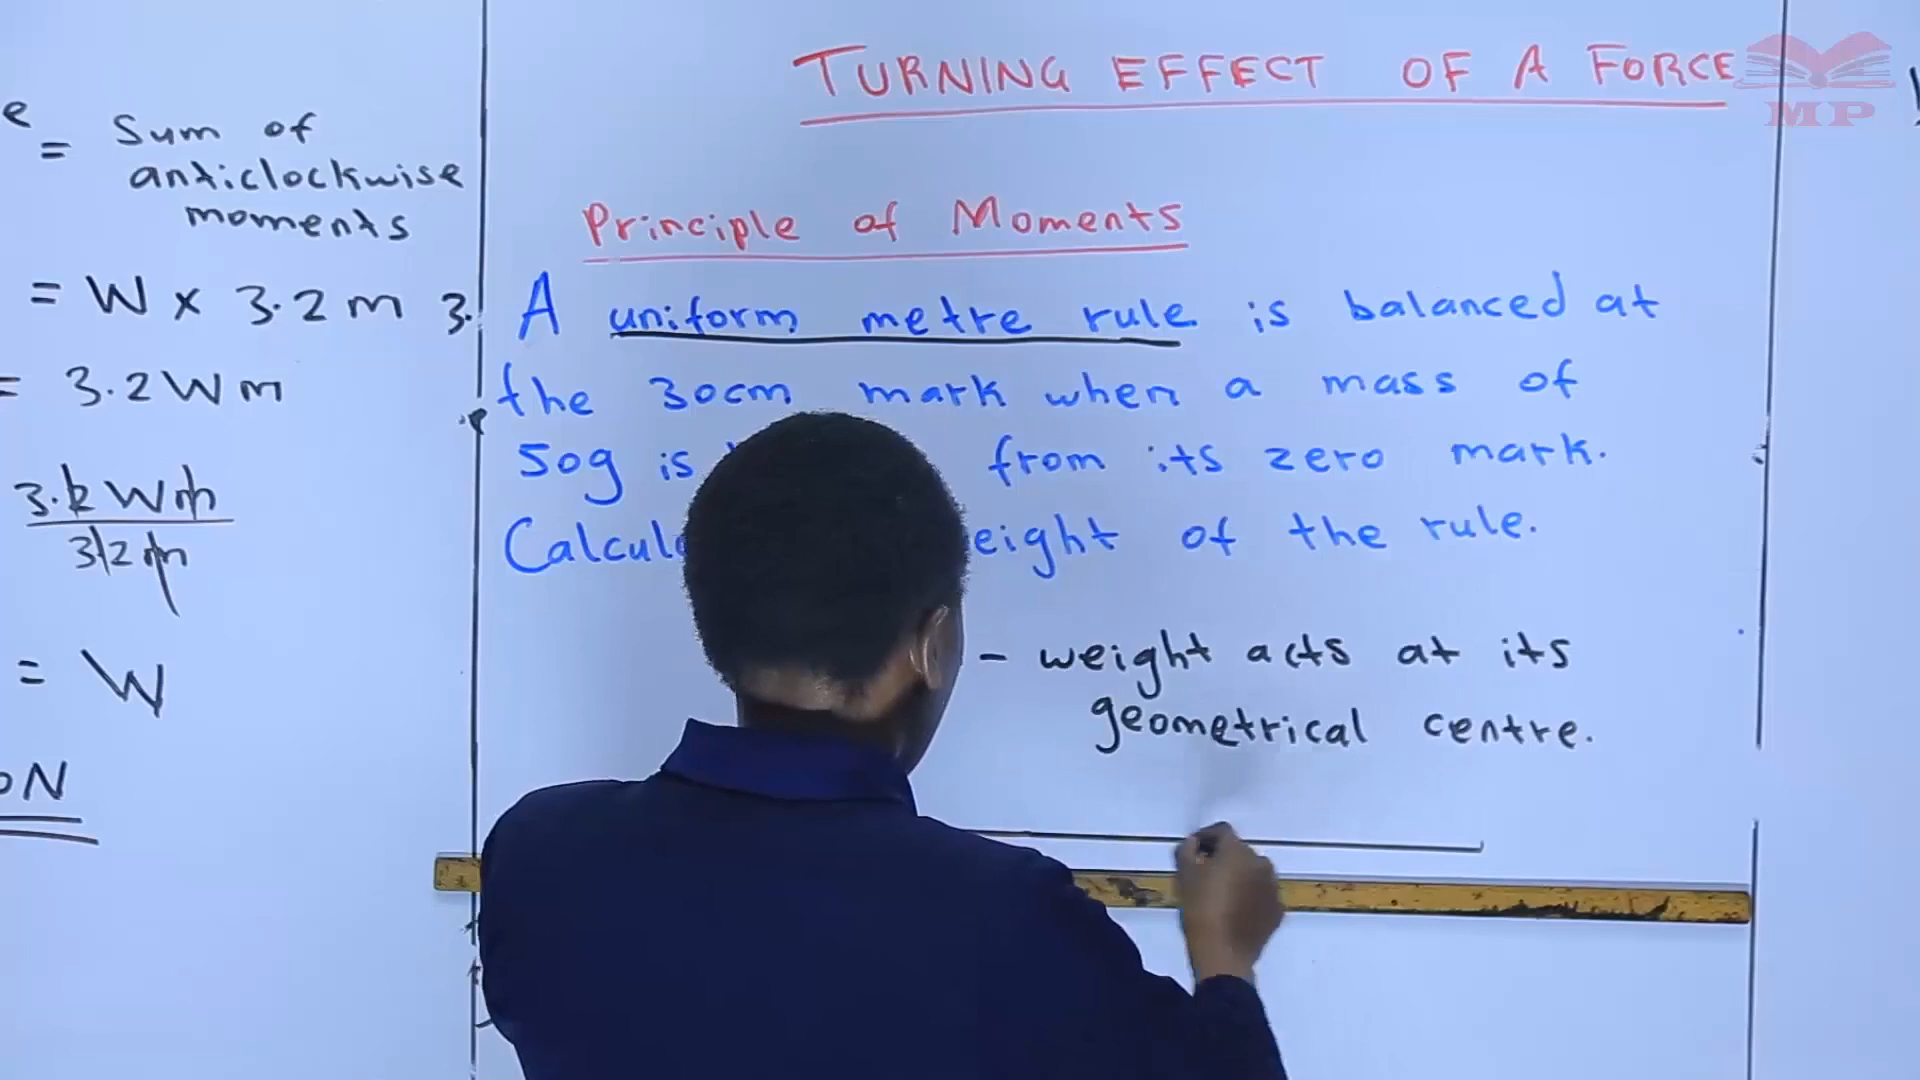 TURNING EFFECT OF A FORCE
MP
e = Sum of
anticlockwise
moments
= W x 3.2 m
= 3.2 W m
3.2 W m
3.2 m
= W
N
Principle of Moments
3. A uniform metre rule is balanced at
the 30cm mark when a mass of
50g is from its zero mark.
Calcul eight of the rule.
- weight acts at its
geometrical centre.